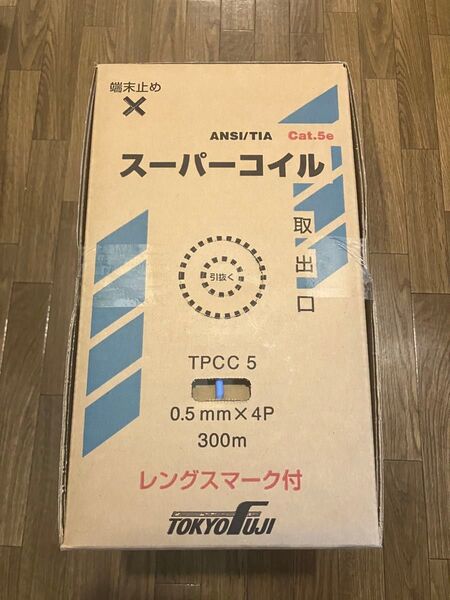 端末止め
×
ANSI/TIA Cat.5e
スーパーコイル
取出口
引抜く
TPCC 5
0.5 mm×4P
300m
レングスマーク付
TOKYO FUJI